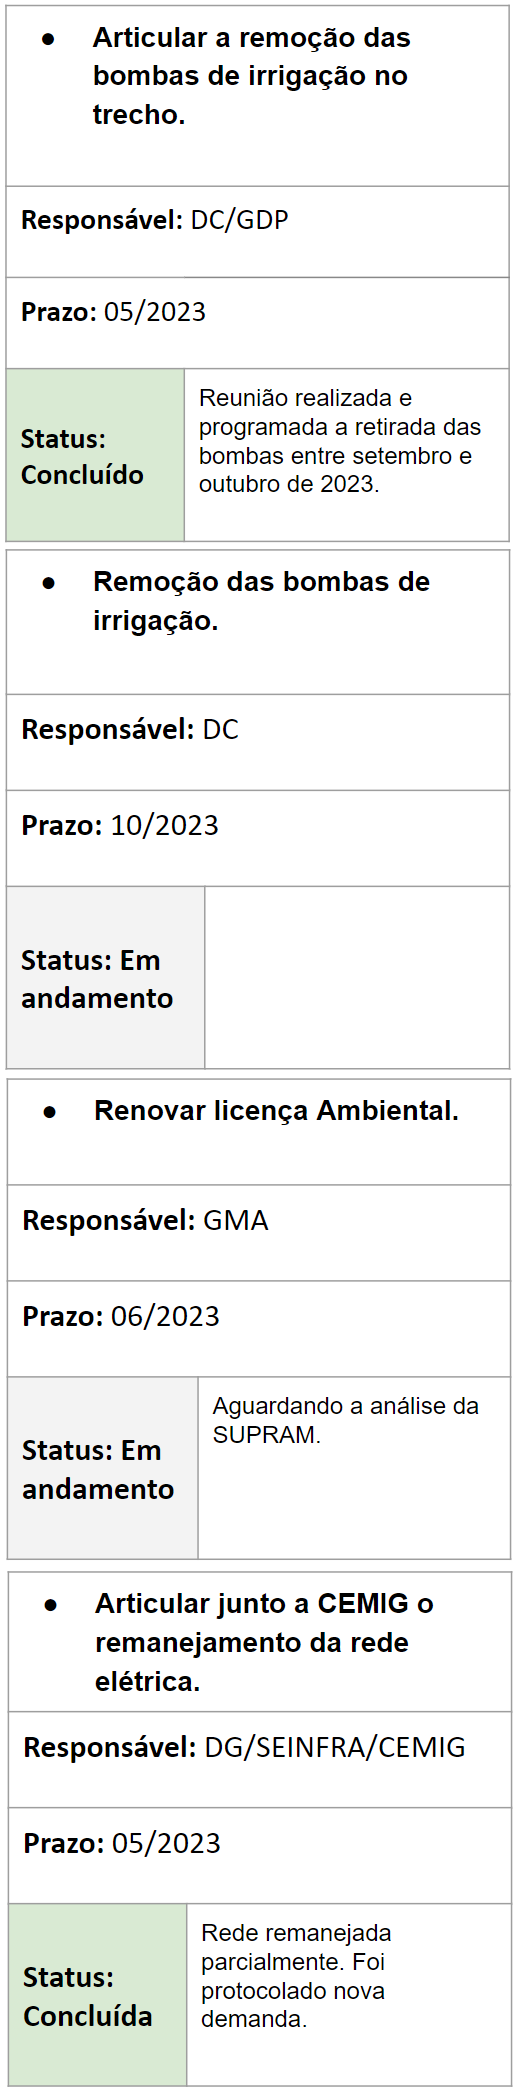 ● Articular a remoção das
bombas de irrigação no
trecho.
Responsável: DC/GDP
Prazo: 05/2023
Status:
Concluído
Reunião realizada e
programada a retirada das
bombas entre setembro e
outubro de 2023.
● Remoção das bombas de
irrigação.
Responsável: DC
Prazo: 10/2023
Status: Em
andamento
● Renovar licença Ambiental.
Responsável: GMA
Prazo: 06/2023
Status: Em
andamento
Aguardando a análise da
SUPRAM.
● Articular junto a CEMIG o
remanejamento da rede
elétrica.
Responsável: DG/SEINFRA/CEMIG
Prazo: 05/2023
Status:
Concluída
Rede remanejada
parcialmente. Foi
protocolado nova
demanda.